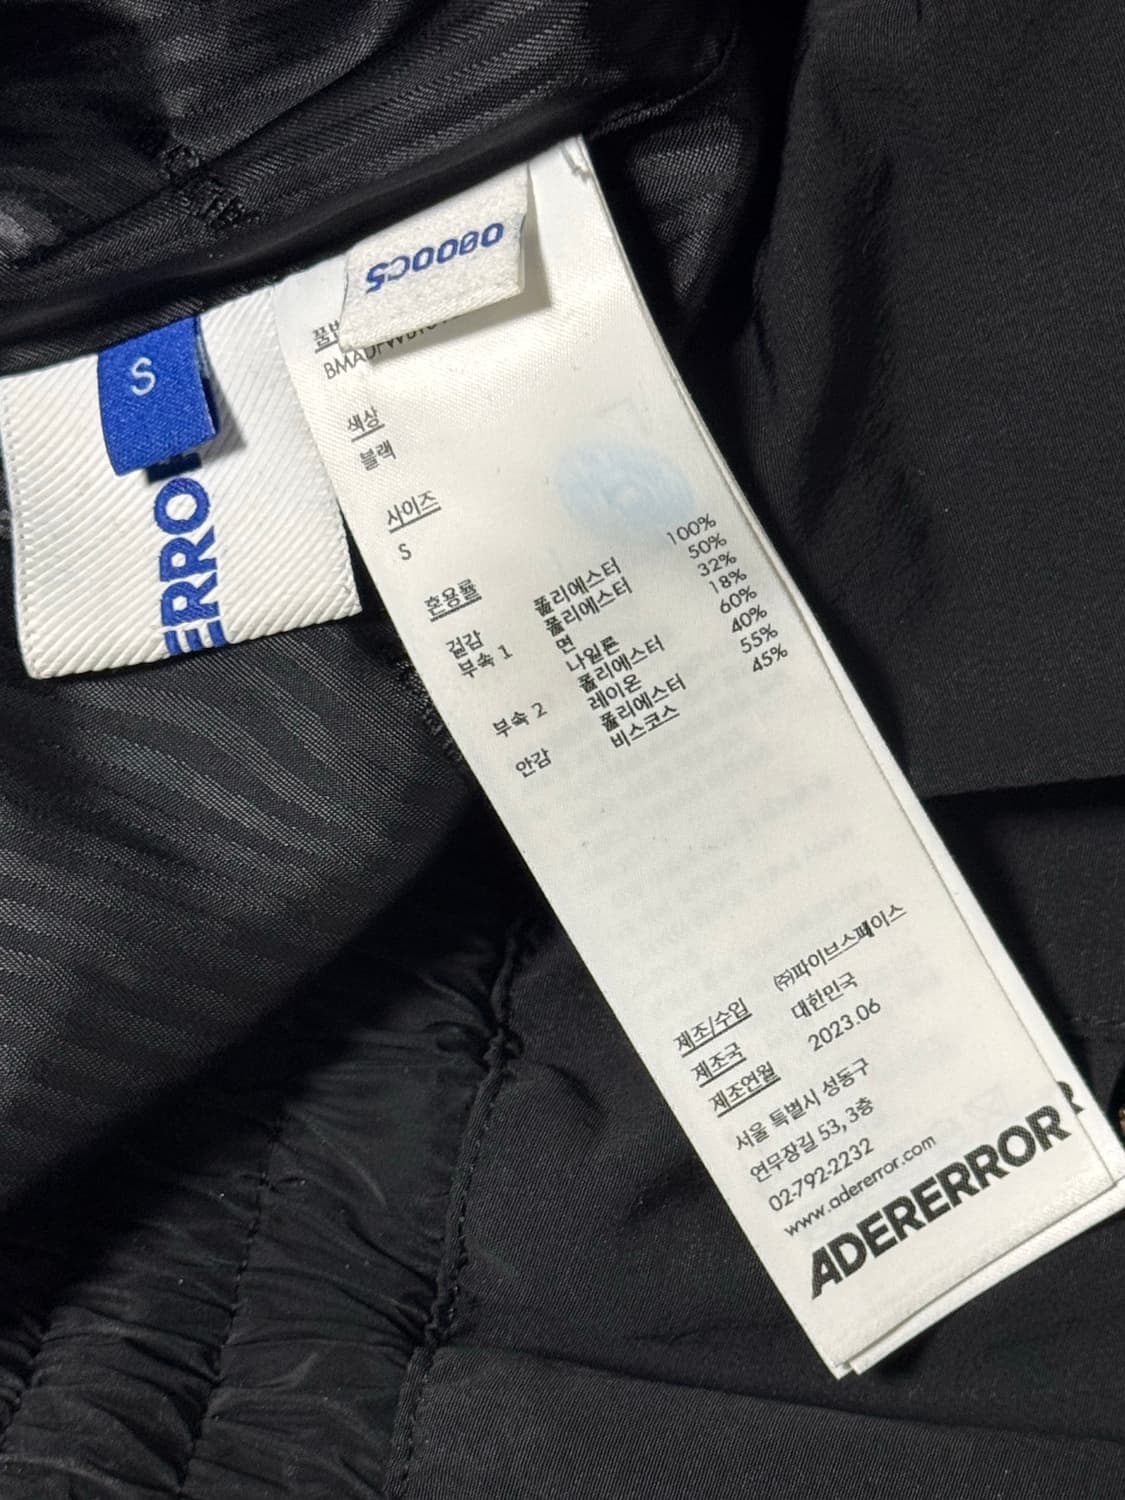 S
ERRO
품번
색상
블랙
사이즈
S
혼용률
겉감 폴리에스터 100%
부속 1 폴리에스터 50%
면 32%
나일론 18%
부속 2 폴리에스터 60%
레이온 40%
안감 폴리에스터 55%
비스코스 45%
제조/수입 ㈜파이브스페이스
제조국 대한민국
제조연월 2023.06
서울 특별시 성동구
연무장길 53, 3층
02-792-2232
www.adererror.com
ADERERROR